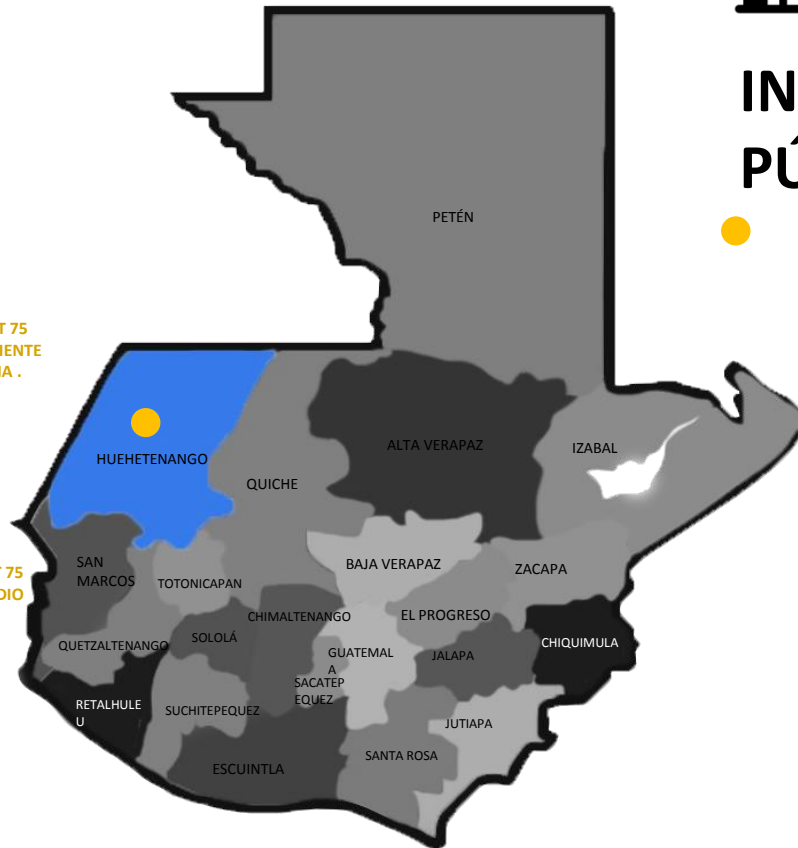 IN
PÚ
PETÉN
T 75
IENTE
IA .
ALTA VERAPAZ
IZABAL
HUEHETENANGO
QUICHE
SAN
MARCOS
TOTONICAPAN
BAJA VERAPAZ
ZACAPA
T 75
DIO
CHIMALTENANGO
EL PROGRESO
QUETZALTENANGO
SOLOLÁ
GUATEMAL
A
JALAPA
CHIQUIMULA
SACATEP
EQUEZ
RETALHULE
U
SUCHITEPEQUEZ
JUTIAPA
SANTA ROSA
ESCUINTLA